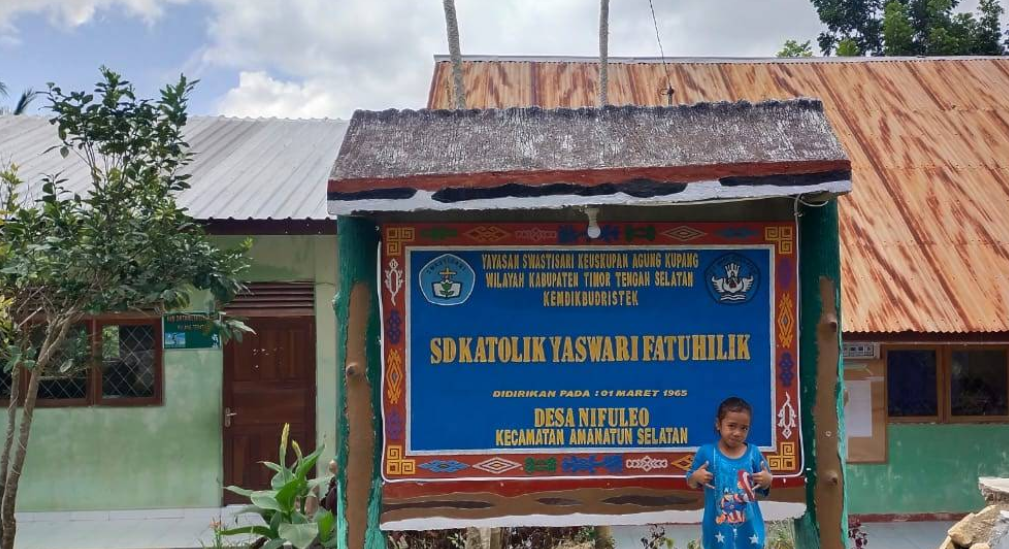 YAYASAN SWASTISARI KEUSKUPAN AGUNG KUPANG
WILAYAH KABUPATEN TIMOR TENGAH SELATAN
KEMDIKBUDRISTEK
SWASTISARI
SD KATOLIK YASWARI FATUHILIK
DIDIRIKAN PADA : 01 MARET 1965
DESA NIFULEO
KECAMATAN AMANATUN SELATAN